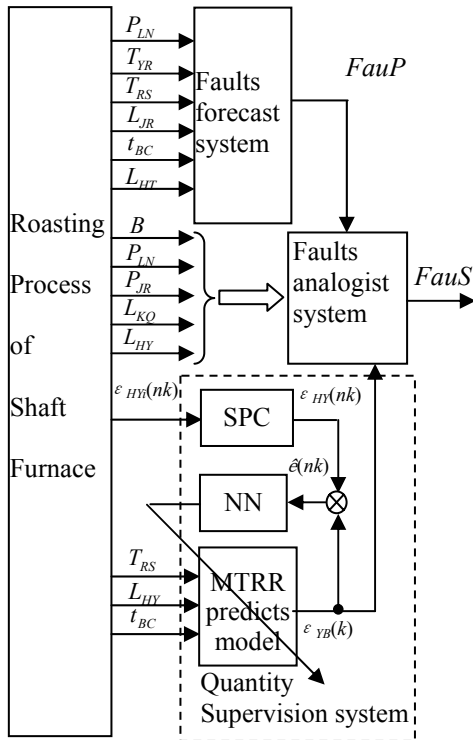 P_LN
T_YR
T_RS
L_JR
t_BC
L_HT
Faults
forecast
system
FauP
Roasting
Process
of
Shaft
Furnace
B
P_LN
P_JR
L_KQ
L_HY
Faults
analogist
system
FauS
ε_HYi(nk)
SPC
ε_HY(nk)
NN
ê(nk)
T_RS
L_HY
t_BC
MTRR
predicts
model
ε_YB(k)
Quantity
Supervision system